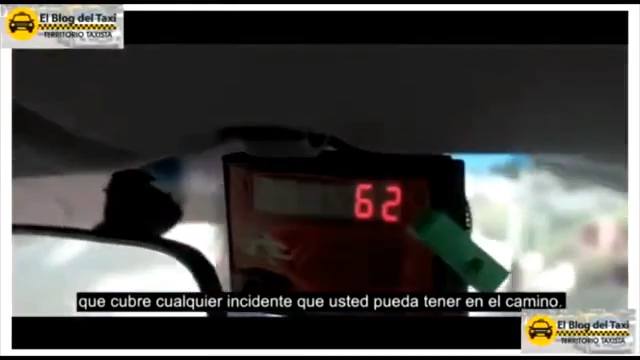 El Blog del Taxi
TERRITORIO TAXISTA
62
que cubre cualquier incidente que usted pueda tener en el camino.
El Blog del Taxi
TERRITORIO TAXISTA